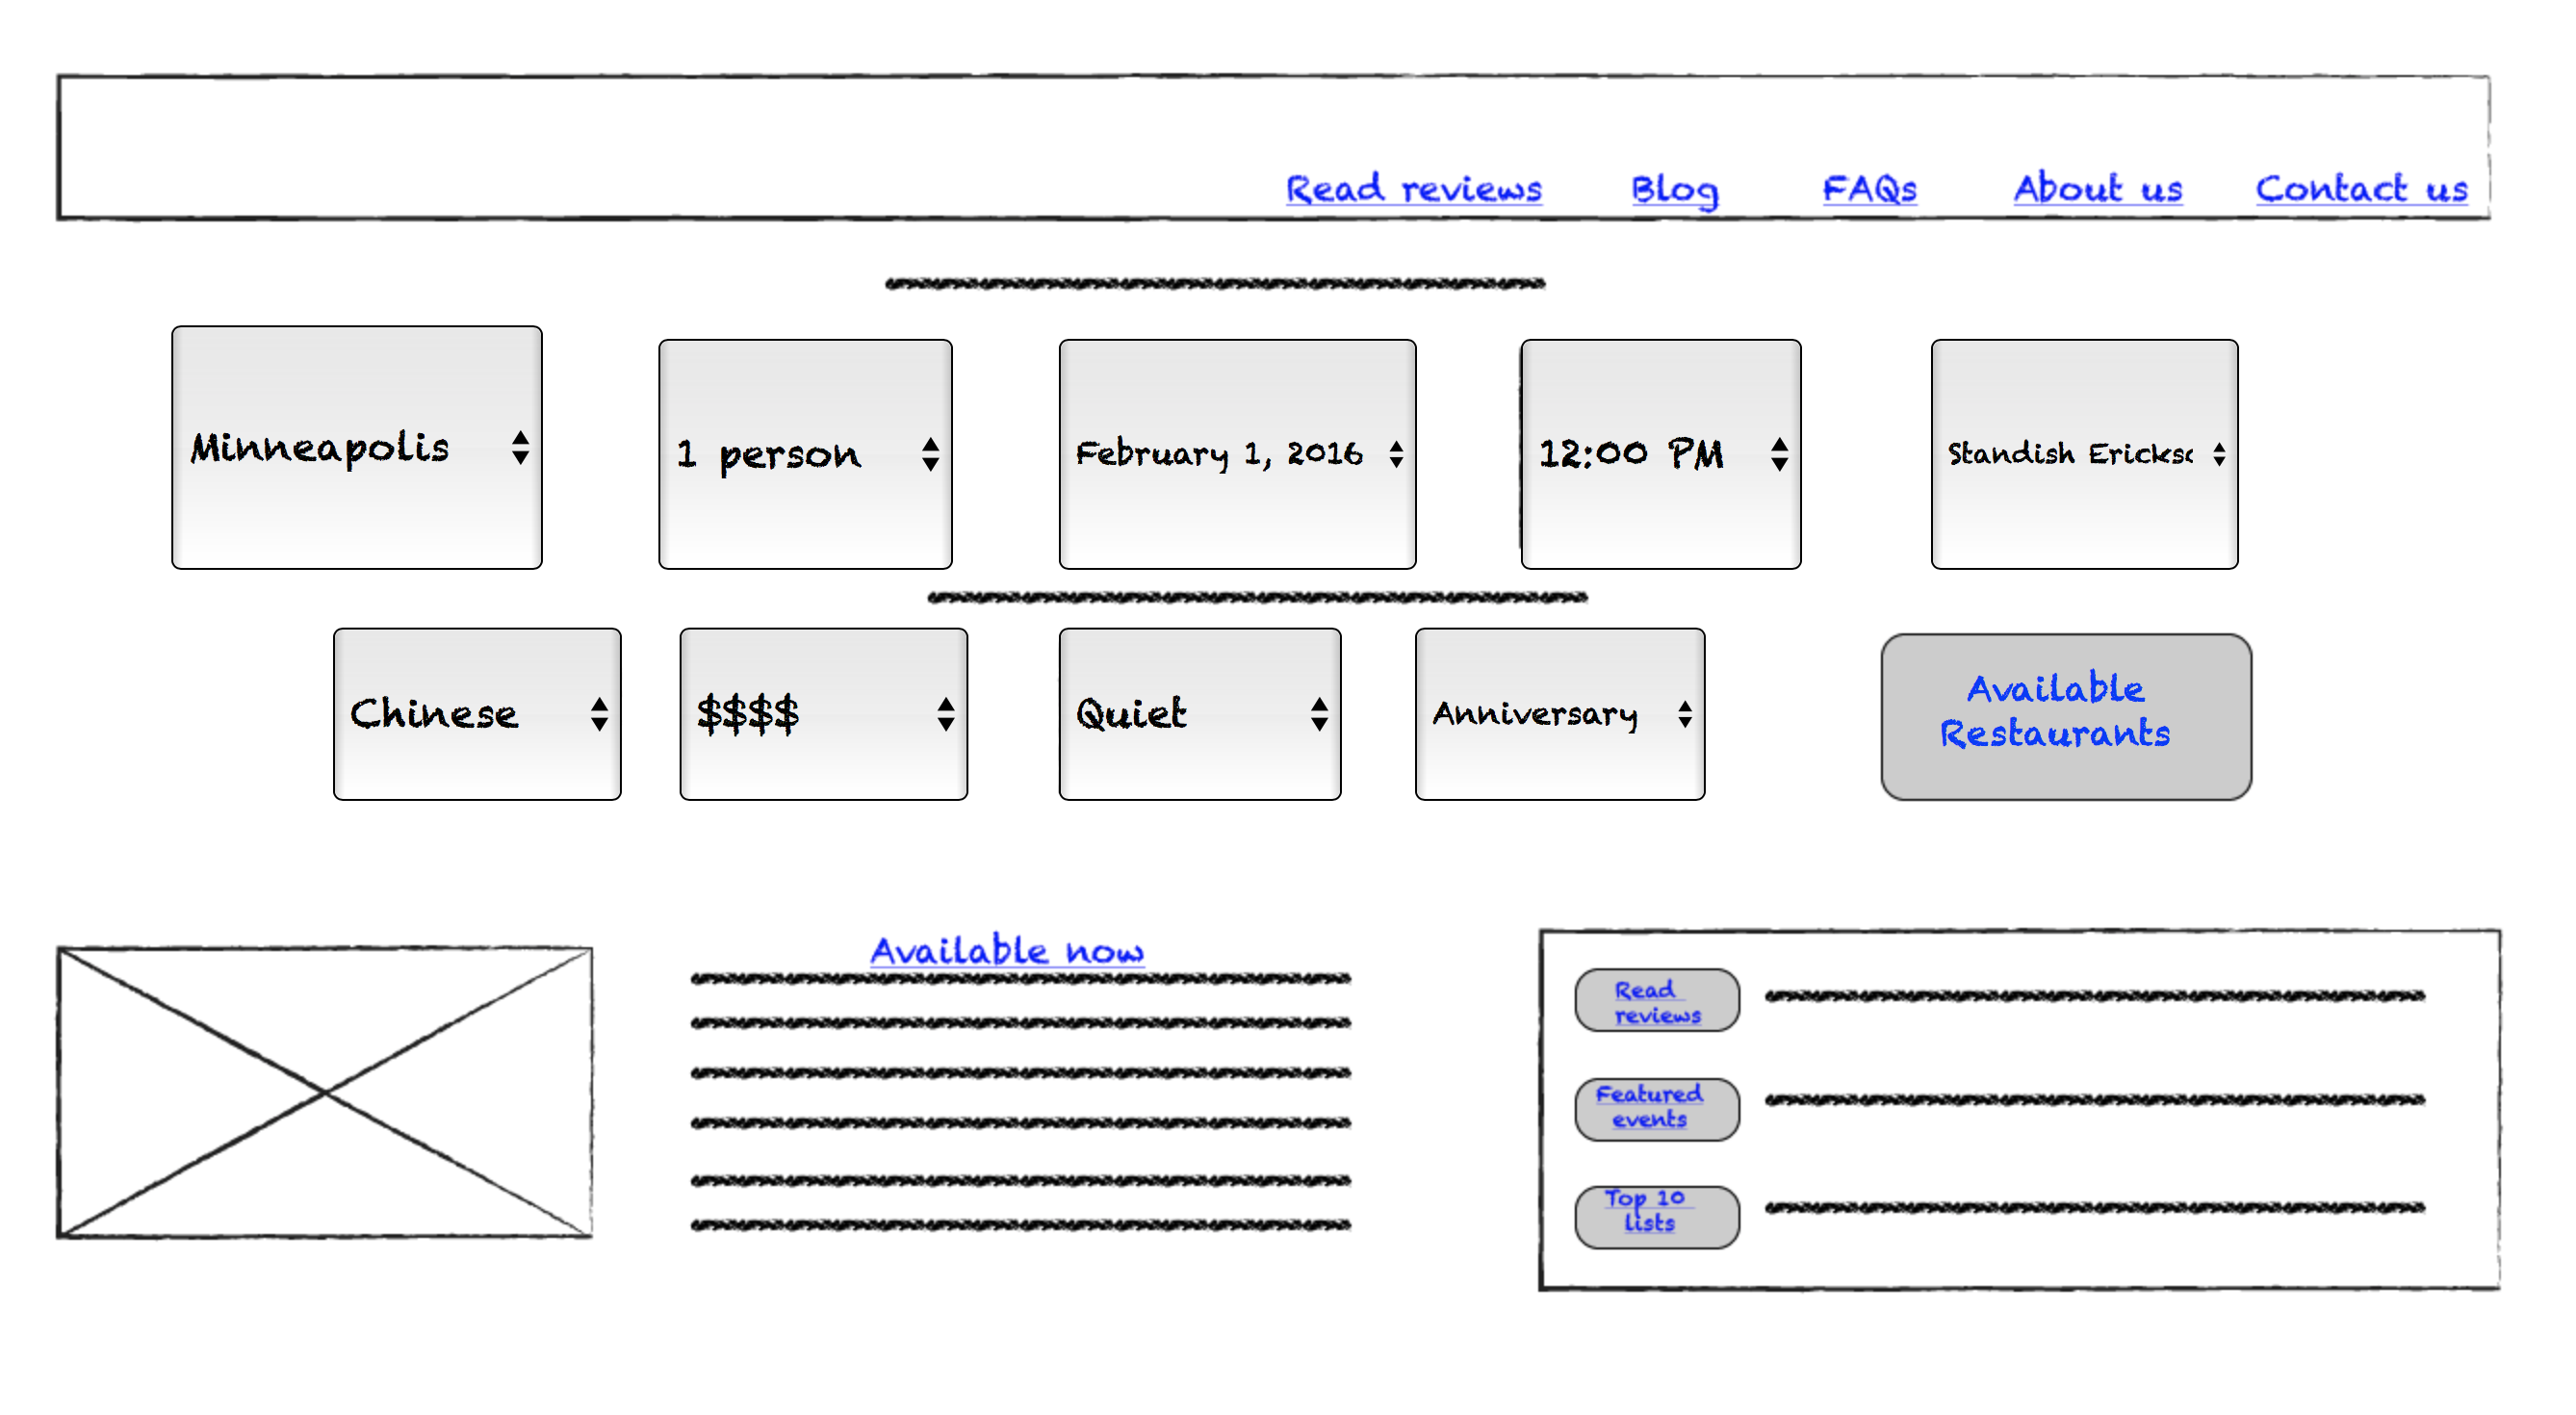 Read reviews Blog FAQs About us Contact us
Minneapolis 1 person February 1, 2016 12:00 PM Standish
Chinese $$$$ Quiet Anniversary
Available
Restaurants
Available now
Read
reviews
Featured
events
Top 10
lists